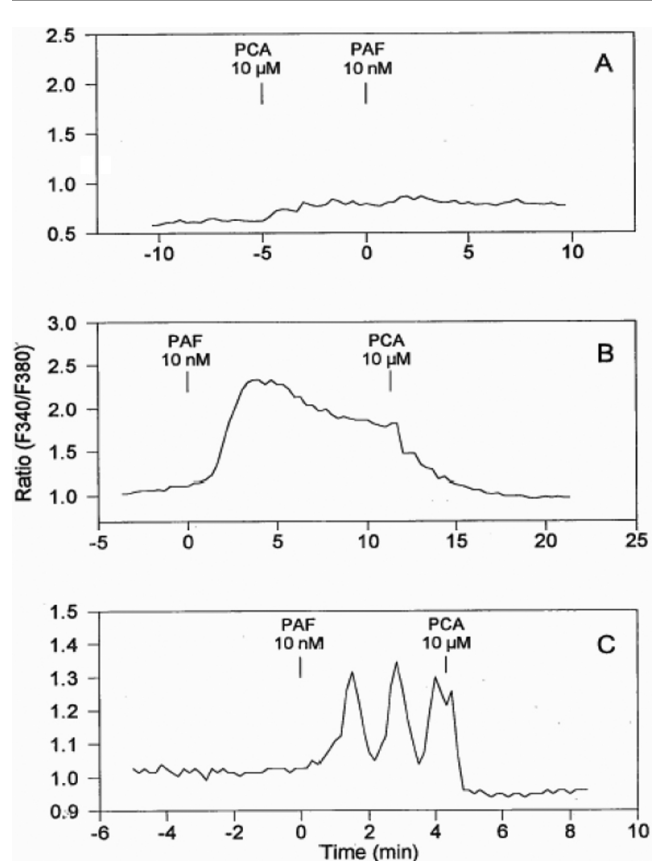 2.5
PCA PAF A
10 µM 10 nM
2.0
1.5
1.0
0.5
-10 -5 0 5 10
3.0
PAF PCA B
10 nM 10 µM
2.5
2.0
1.5
1.0
-5 0 5 10 15 20 25
Ratio (F340/F380)
1.5
PAF PCA C
10 nM 10 µM
1.4
1.3
1.2
1.1
1.0
0.9
-6 -4 -2 0 2 4 6 8 10
Time (min)